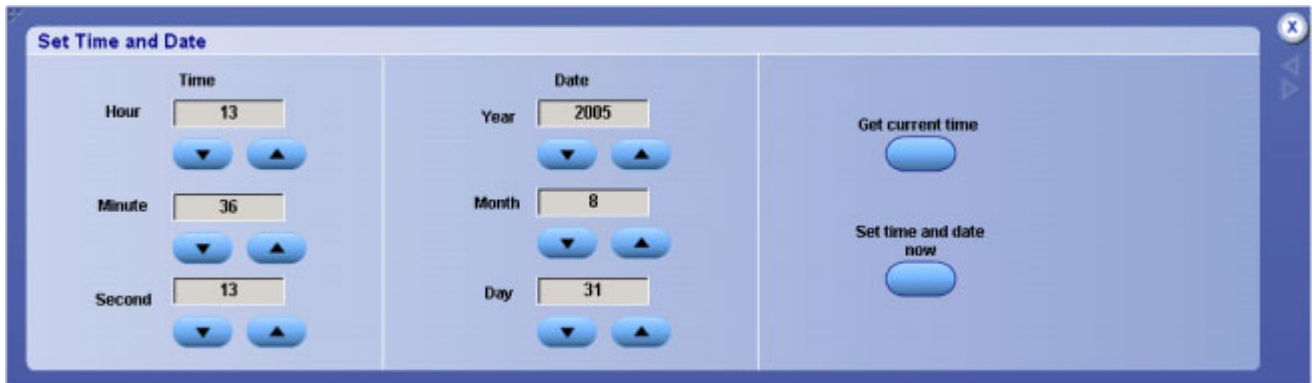 X
Set Time and Date
Time
Hour 13
Minute 36
Second 13
Date
Year 2005
Month 8
Day 31
Get current time
Set time and date
now